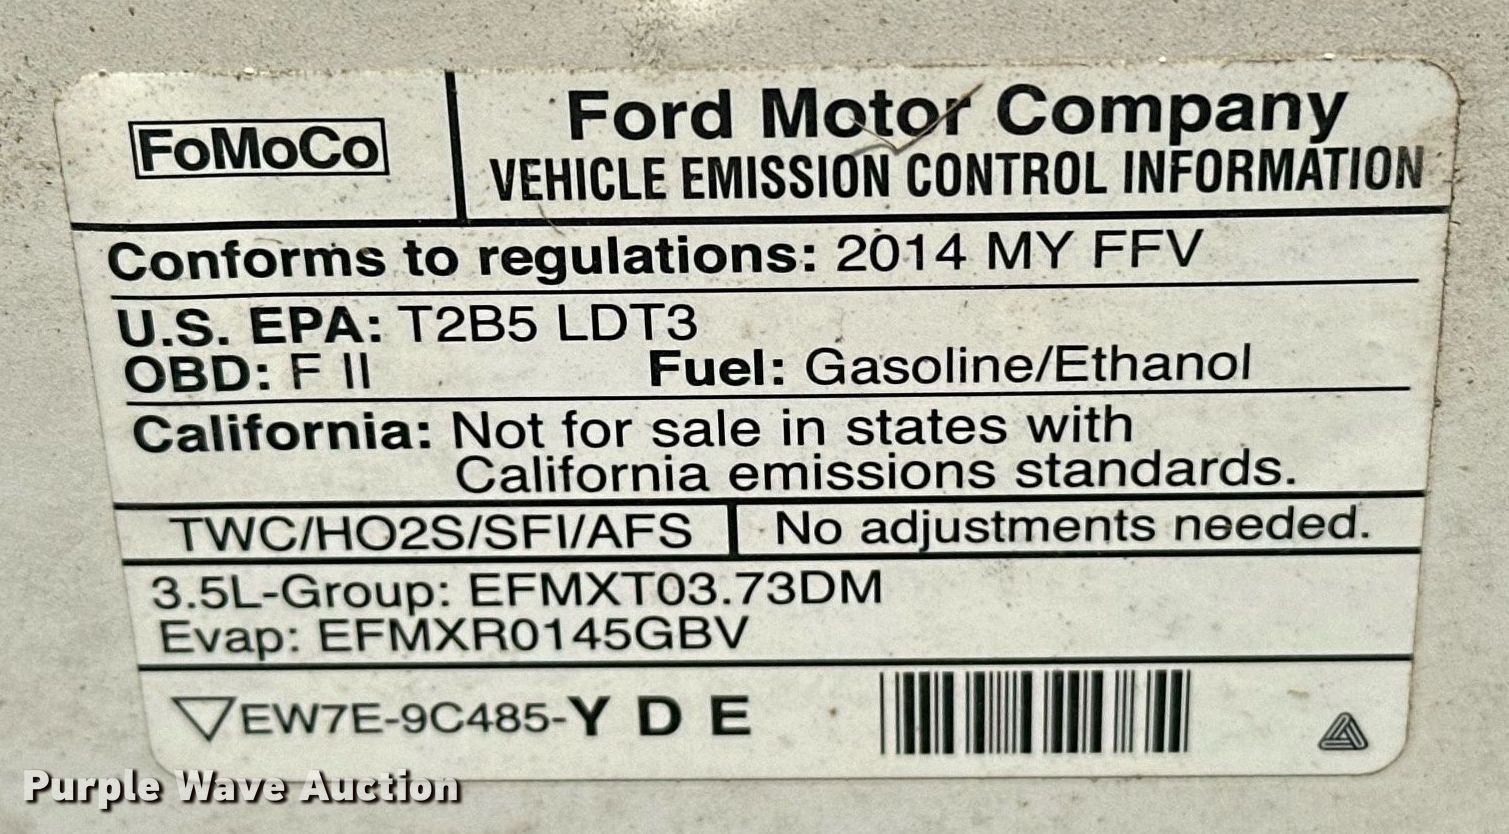 FoMoCo
Ford Motor Company
VEHICLE EMISSION CONTROL INFORMATION
Conforms to regulations: 2014 MY FFV
U.S. EPA: T2B5 LDT3
OBD: F II Fuel: Gasoline/Ethanol
California: Not for sale in states with
California emissions standards.
TWC/HO2S/SFI/AFS No adjustments needed.
3.5L-Group: EFMXT03.73DM
Evap: EFMXR0145GBV
EW7E-9C485-Y D E
Purple Wave Auction